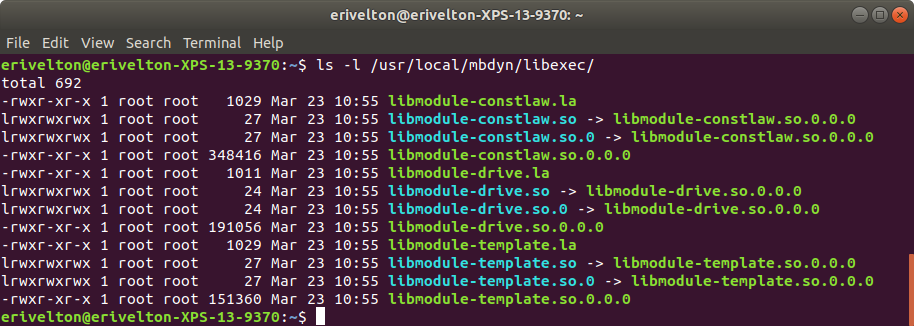 erivelton@erivelton-XPS-13-9370: ~
File Edit View Search Terminal Help
erivelton@erivelton-XPS-13-9370:~$ ls -l /usr/local/mbdyn/libexec/
total 692
-rwxr-xr-x 1 root root   1029 Mar 23 10:55 libmodule-constlaw.la
lrwxrwxrwx 1 root root     27 Mar 23 10:55 libmodule-constlaw.so -> libmodule-constlaw.so.0.0.0
lrwxrwxrwx 1 root root     27 Mar 23 10:55 libmodule-constlaw.so.0 -> libmodule-constlaw.so.0.0.0
-rwxr-xr-x 1 root root 348416 Mar 23 10:55 libmodule-constlaw.so.0.0.0
-rwxr-xr-x 1 root root   1011 Mar 23 10:55 libmodule-drive.la
lrwxrwxrwx 1 root root     24 Mar 23 10:55 libmodule-drive.so -> libmodule-drive.so.0.0.0
lrwxrwxrwx 1 root root     24 Mar 23 10:55 libmodule-drive.so.0 -> libmodule-drive.so.0.0.0
-rwxr-xr-x 1 root root 191056 Mar 23 10:55 libmodule-drive.so.0.0.0
-rwxr-xr-x 1 root root   1029 Mar 23 10:55 libmodule-template.la
lrwxrwxrwx 1 root root     27 Mar 23 10:55 libmodule-template.so -> libmodule-template.so.0.0.0
lrwxrwxrwx 1 root root     27 Mar 23 10:55 libmodule-template.so.0 -> libmodule-template.so.0.0.0
-rwxr-xr-x 1 root root 151360 Mar 23 10:55 libmodule-template.so.0.0.0
erivelton@erivelton-XPS-13-9370:~$